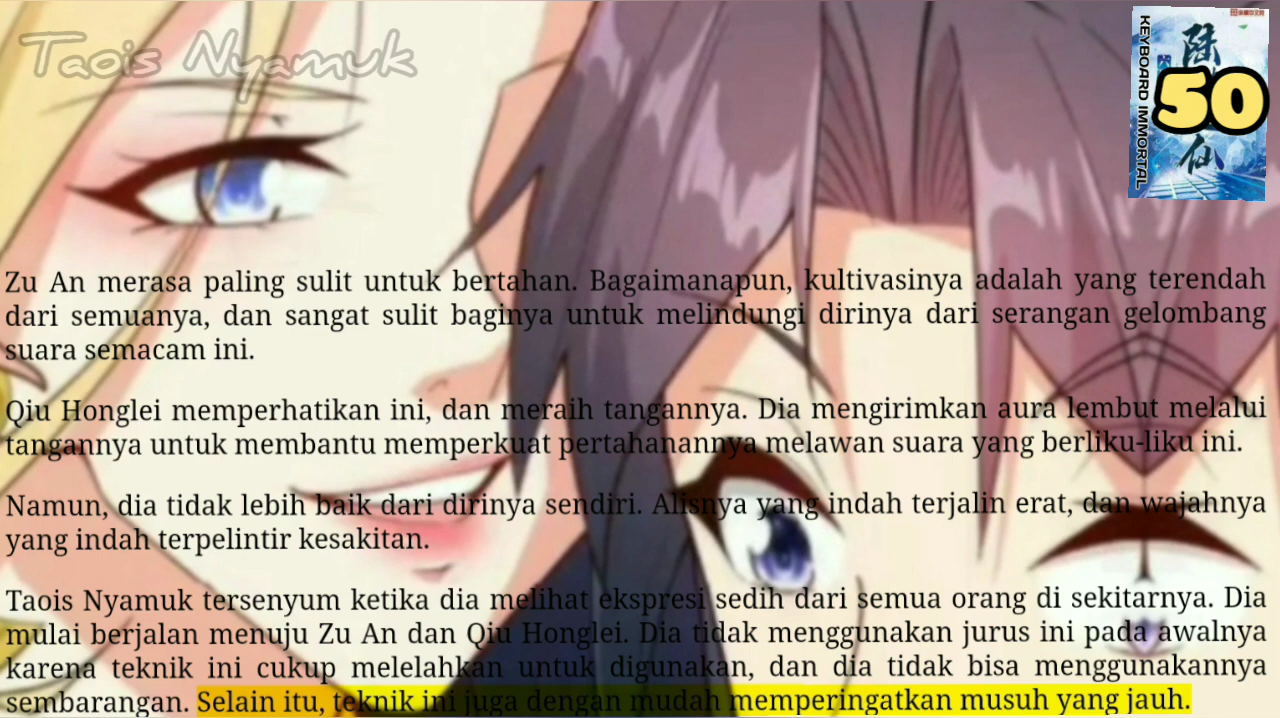 Taois Nyamuk
KEYBOARD IMMORTAL
50
仙
Zu An merasa paling sulit untuk bertahan. Bagaimanapun, kultivasinya adalah yang terendah
dari semuanya, dan sangat sulit baginya untuk melindungi dirinya dari serangan gelombang
suara semacam ini.
Qiu Honglei memperhatikan ini, dan meraih tangannya. Dia mengirimkan aura lembut melalui
tangannya untuk membantu memperkuat pertahanannya melawan suara yang berliku-liku ini.
Namun, dia tidak lebih baik dari dirinya sendiri. Alisnya yang indah terjalin erat, dan wajahnya
yang indah terpelintir kesakitan.
Taois Nyamuk tersenyum ketika dia melihat ekspresi sedih dari semua orang di sekitarnya. Dia
mulai berjalan menuju Zu An dan Qiu Honglei. Dia tidak menggunakan jurus ini pada awalnya
karena teknik ini cukup melelahkan untuk digunakan, dan dia tidak bisa menggunakannya
sembarangan. Selain itu, teknik ini juga dengan mudah memperingatkan musuh yang jauh.